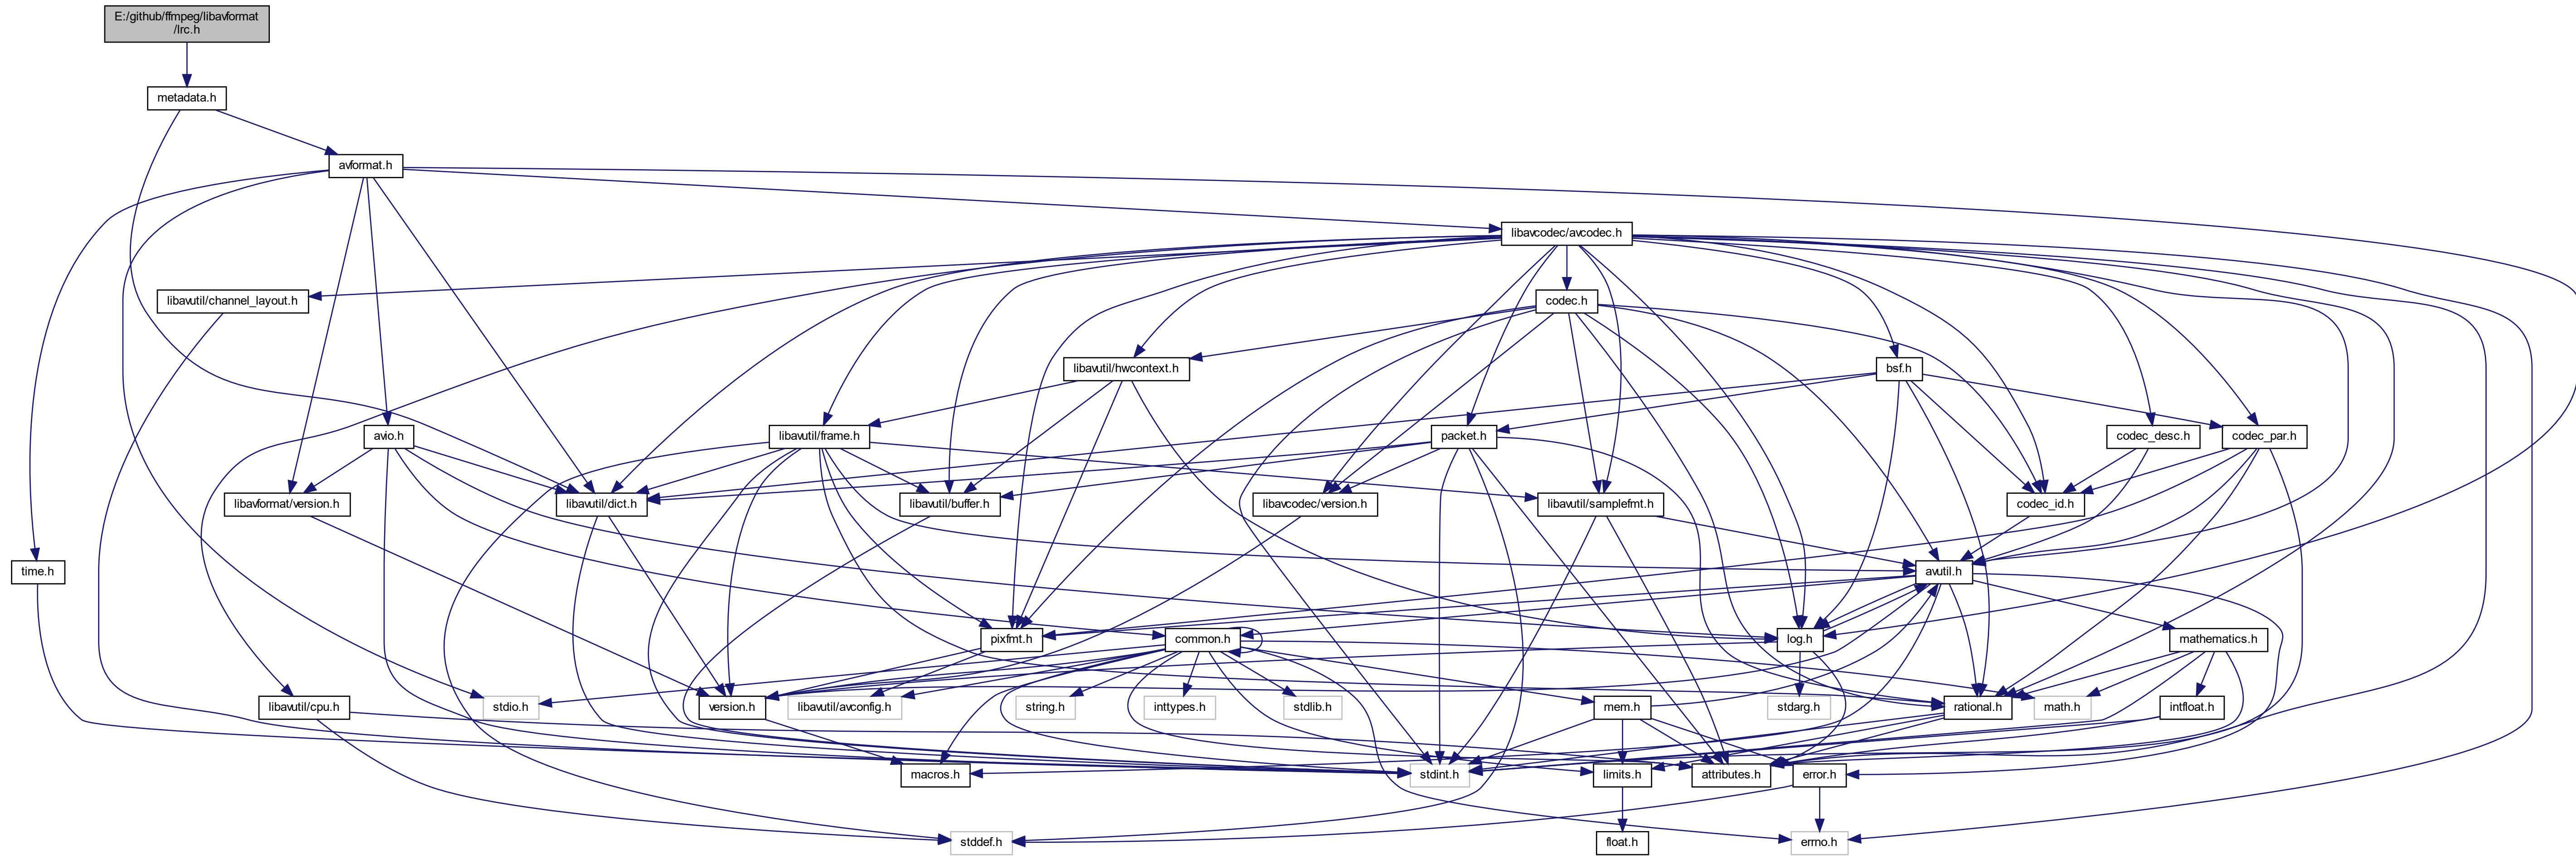 E:/github/ffmpeg/libavformat
/lrc.h
metadata.h
avformat.h
libavcodec/avcodec.h
libavutil/channel_layout.h
codec.h
libavutil/hwcontext.h
bsf.h
avio.h
libavutil/frame.h
packet.h
codec_desc.h
codec_par.h
libavformat/version.h
libavutil/dict.h
libavutil/buffer.h
libavcodec/version.h
libavutil/samplefmt.h
codec_id.h
time.h
avutil.h
pixfmt.h
common.h
log.h
mathematics.h
libavutil/cpu.h
stdio.h
version.h
libavutil/avconfig.h
string.h
inttypes.h
stdlib.h
mem.h
stdarg.h
rational.h
math.h
intfloat.h
macros.h
stdint.h
limits.h
attributes.h
error.h
stddef.h
float.h
errno.h